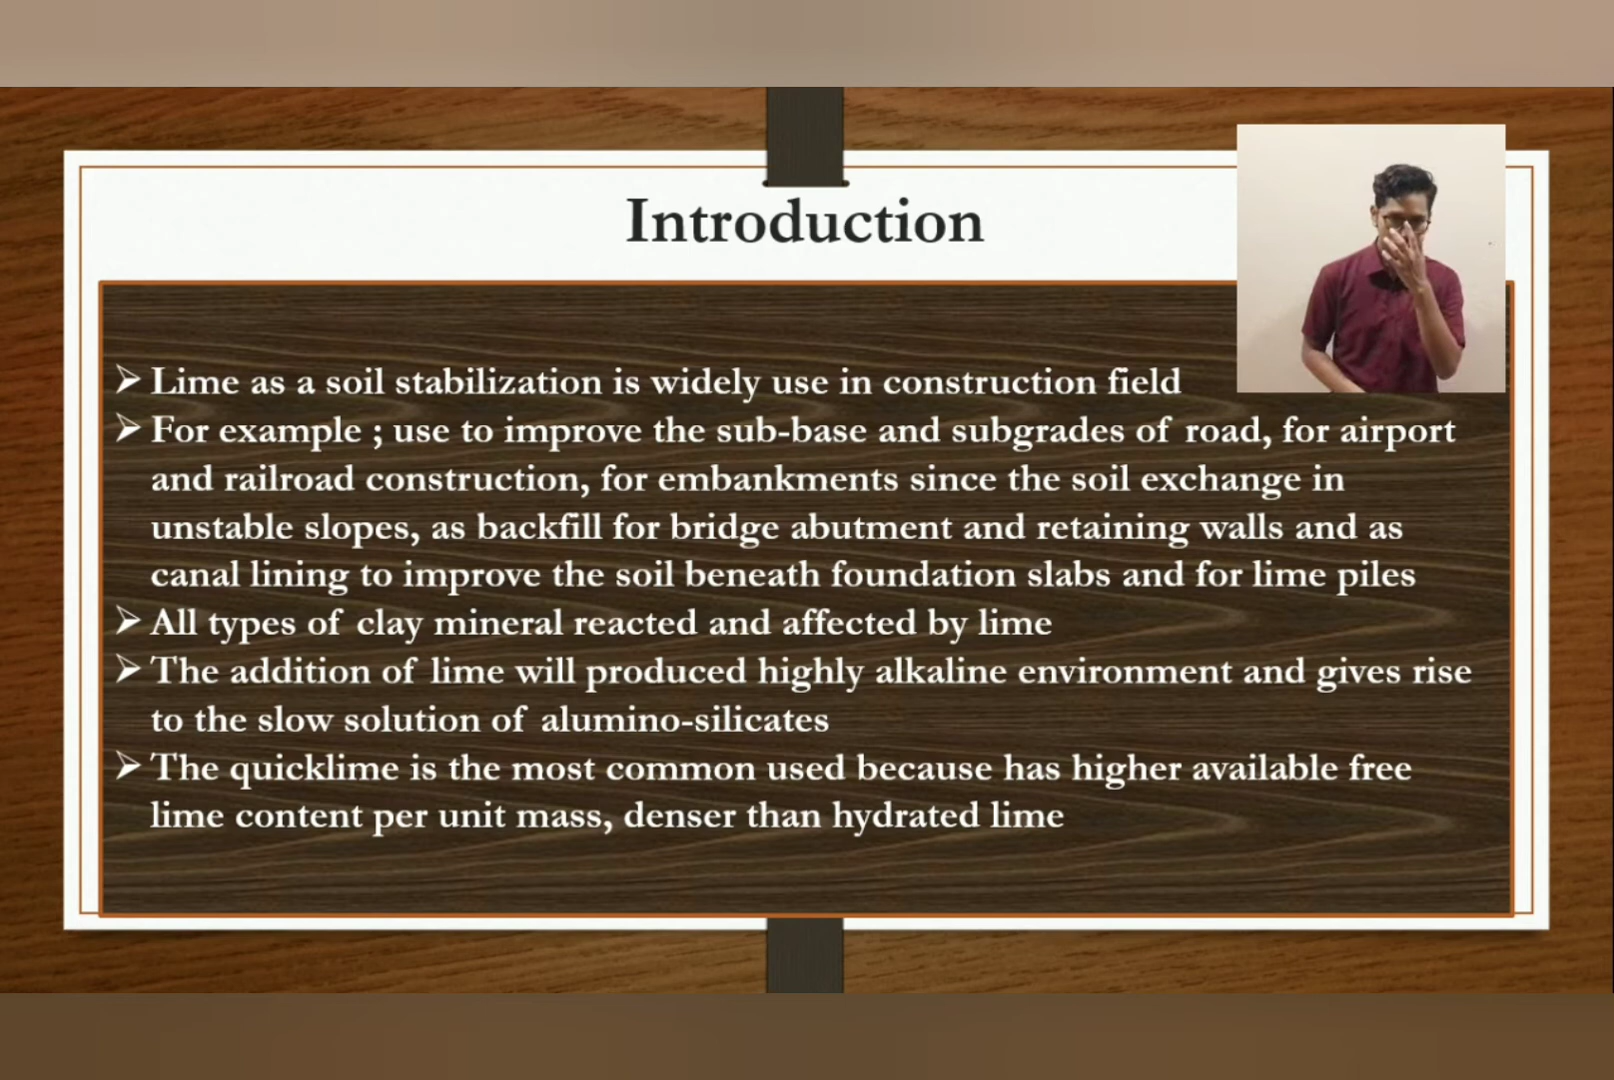 Introduction
➢ Lime as a soil stabilization is widely use in construction field
➢ For example ; use to improve the sub-base and subgrades of road, for airport
and railroad construction, for embankments since the soil exchange in
unstable slopes, as backfill for bridge abutment and retaining walls and as
canal lining to improve the soil beneath foundation slabs and for lime piles
➢ All types of clay mineral reacted and affected by lime
➢ The addition of lime will produced highly alkaline environment and gives rise
to the slow solution of alumino-silicates
➢ The quicklime is the most common used because has higher available free
lime content per unit mass, denser than hydrated lime